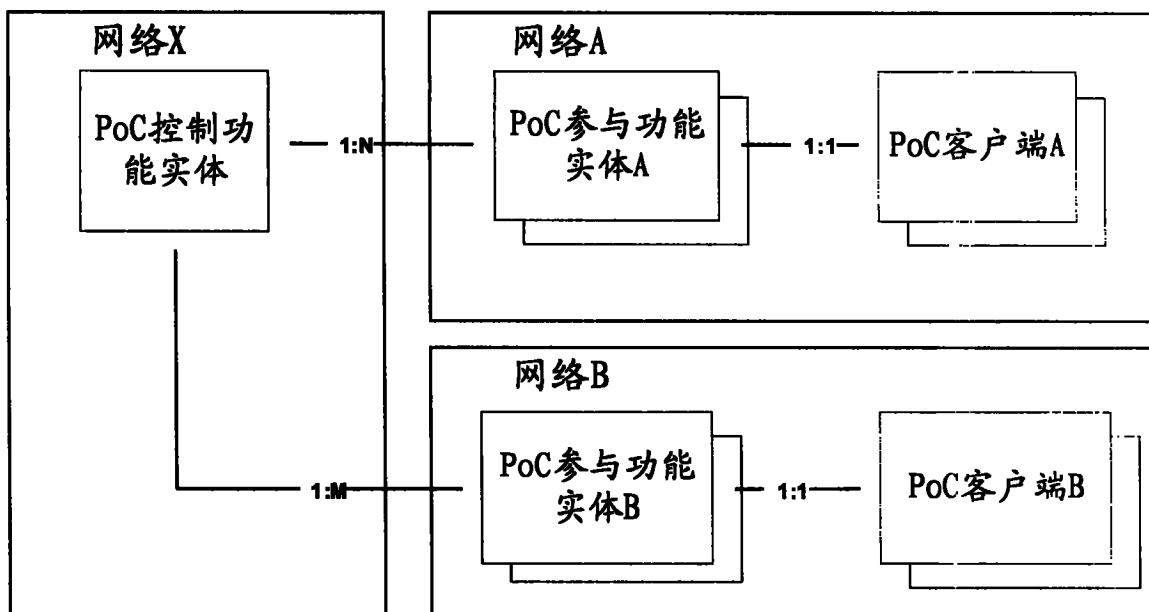 网络X
PoC控制功
能实体
1:N
网络A
PoC参与功能
实体A
1:1
PoC客户端A
网络B
1:M
PoC参与功能
实体B
1:1
PoC客户端B